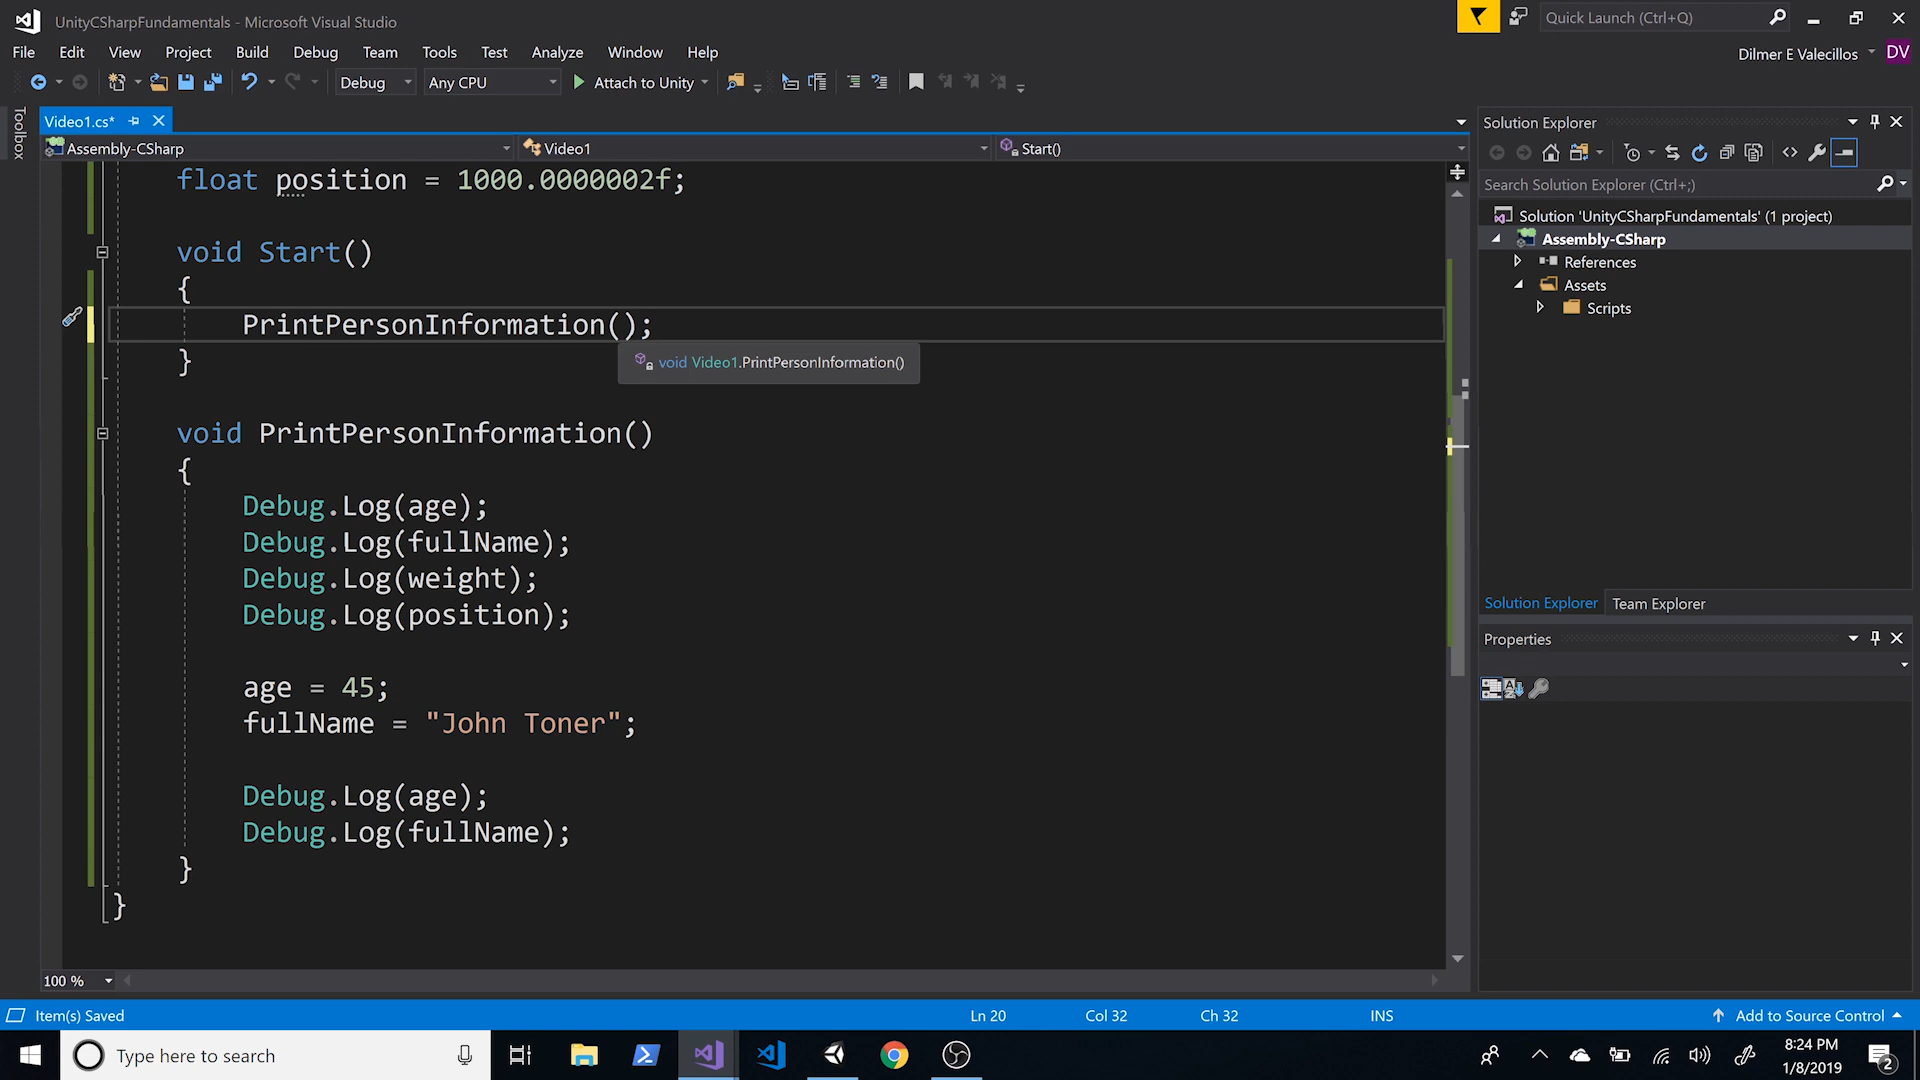 UnityCSharpFundamentals - Microsoft Visual Studio
Quick Launch (Ctrl+Q)
File Edit View Project Build Debug Team Tools Test Analyze Window Help
Dilmer E Valecillos DV
Debug Any CPU Attach to Unity
Toolbox
Video1.cs*
Assembly-CSharp Video1 Start()
float position = 1000.0000002f;
void Start()
{
PrintPersonInformation();
}
void Video1.PrintPersonInformation()
void PrintPersonInformation()
{
Debug.Log(age);
Debug.Log(fullName);
Debug.Log(weight);
Debug.Log(position);
age = 45;
fullName = "John Toner";
Debug.Log(age);
Debug.Log(fullName);
}
}
100 %
Solution Explorer
Search Solution Explorer (Ctrl+;)
Solution 'UnityCSharpFundamentals' (1 project)
Assembly-CSharp
References
Assets
Scripts
Solution Explorer Team Explorer
Properties
Item(s) Saved Ln 20 Col 32 Ch 32 INS Add to Source Control
Type here to search
8:24 PM
1/8/2019
2